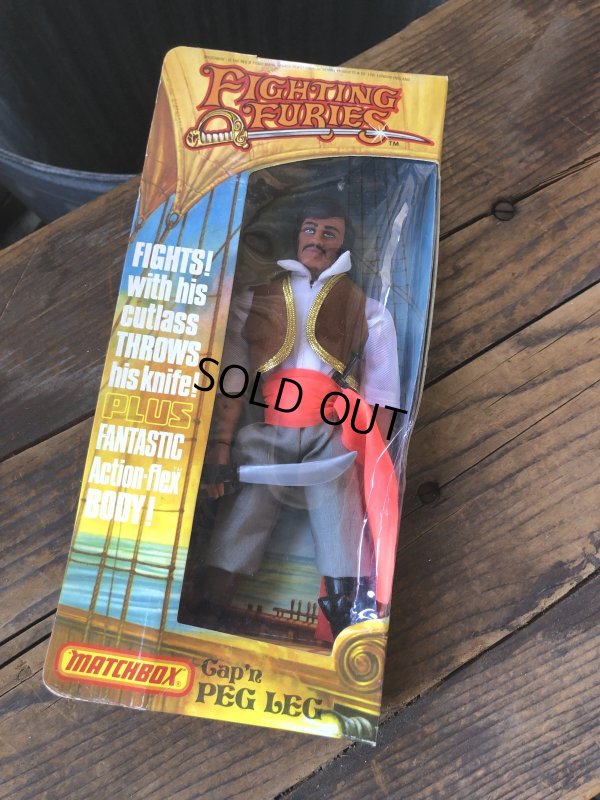 FIGHTING
FURIES
TM
FIGHTS!
with his
cutlass
THROWS
his knife!
PLUS
FANTASTIC
Action-flex
BODY!
SOLD OUT
MATCHBOX
Cap'n
PEG LEG